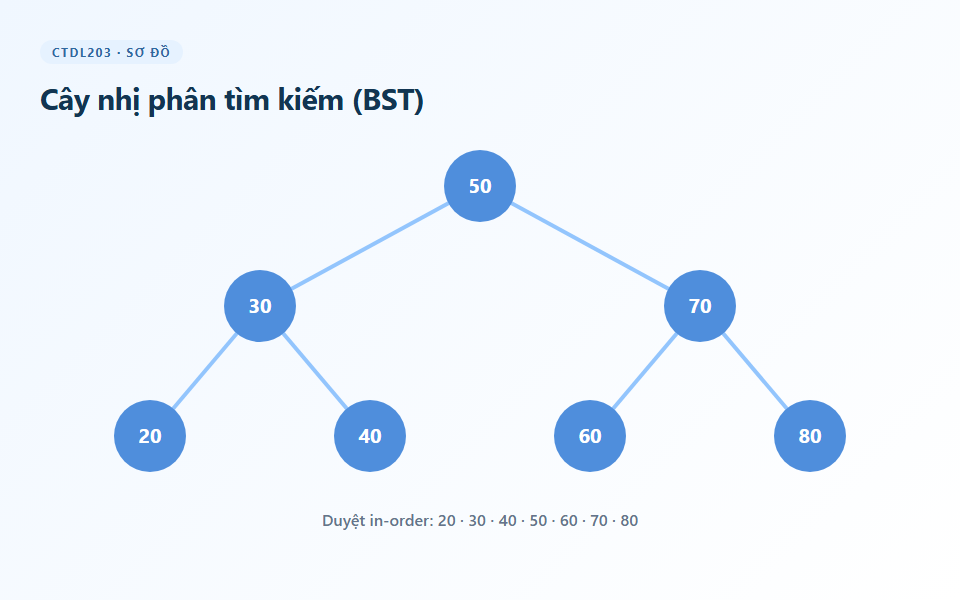 CTDL203 · SƠ ĐỒ
Cây nhị phân tìm kiếm (BST)
50
30
70
20
40
60
80
Duyệt in-order: 20 · 30 · 40 · 50 · 60 · 70 · 80